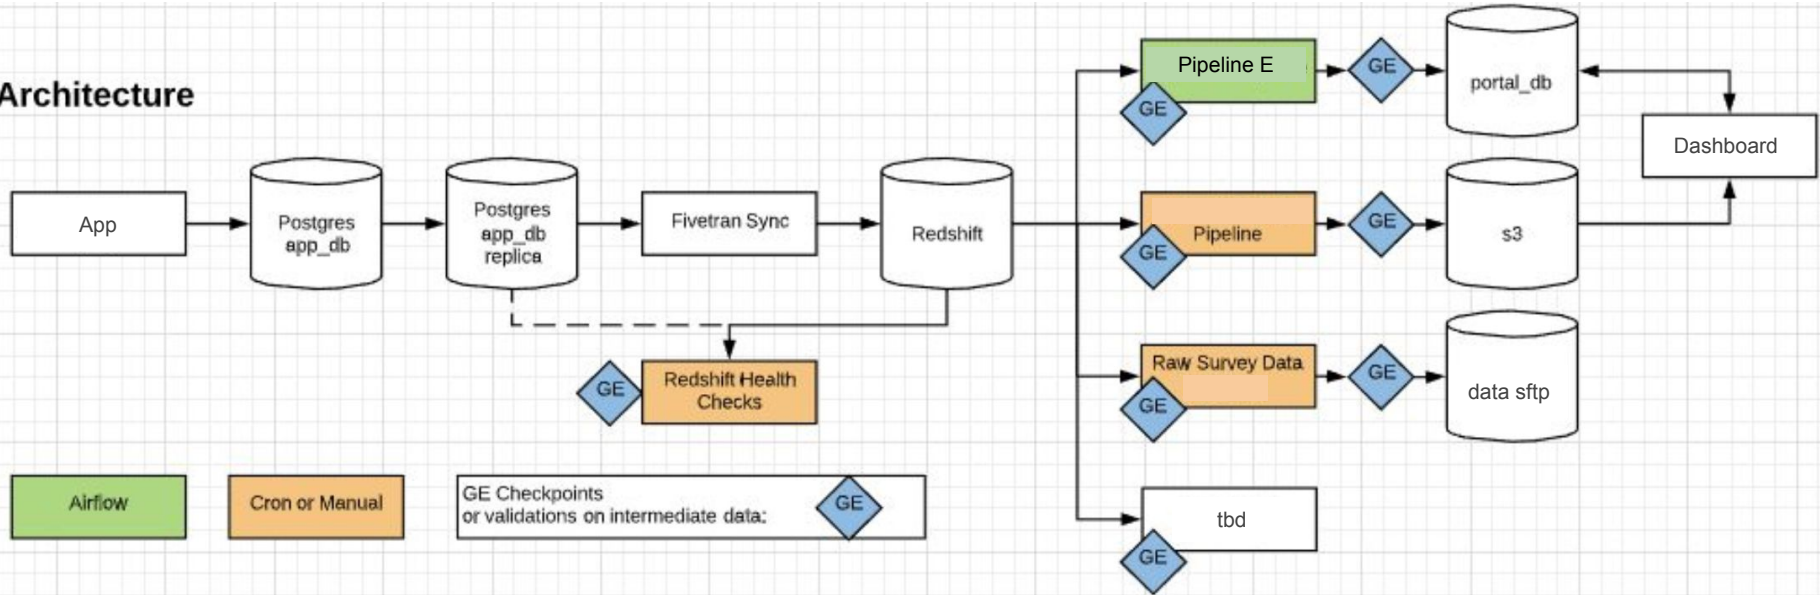 Architecture
App
Postgres
app_db
Postgres
app_db
replica
Fivetran Sync
Redshift
GE
Redshift Health
Checks
Pipeline E
GE
GE
portal_db
Dashboard
Pipeline
GE
GE
s3
Raw Survey Data
GE
GE
data sftp
tbd
GE
Airflow
Cron or Manual
GE Checkpoints
or validations on intermediate data;
GE